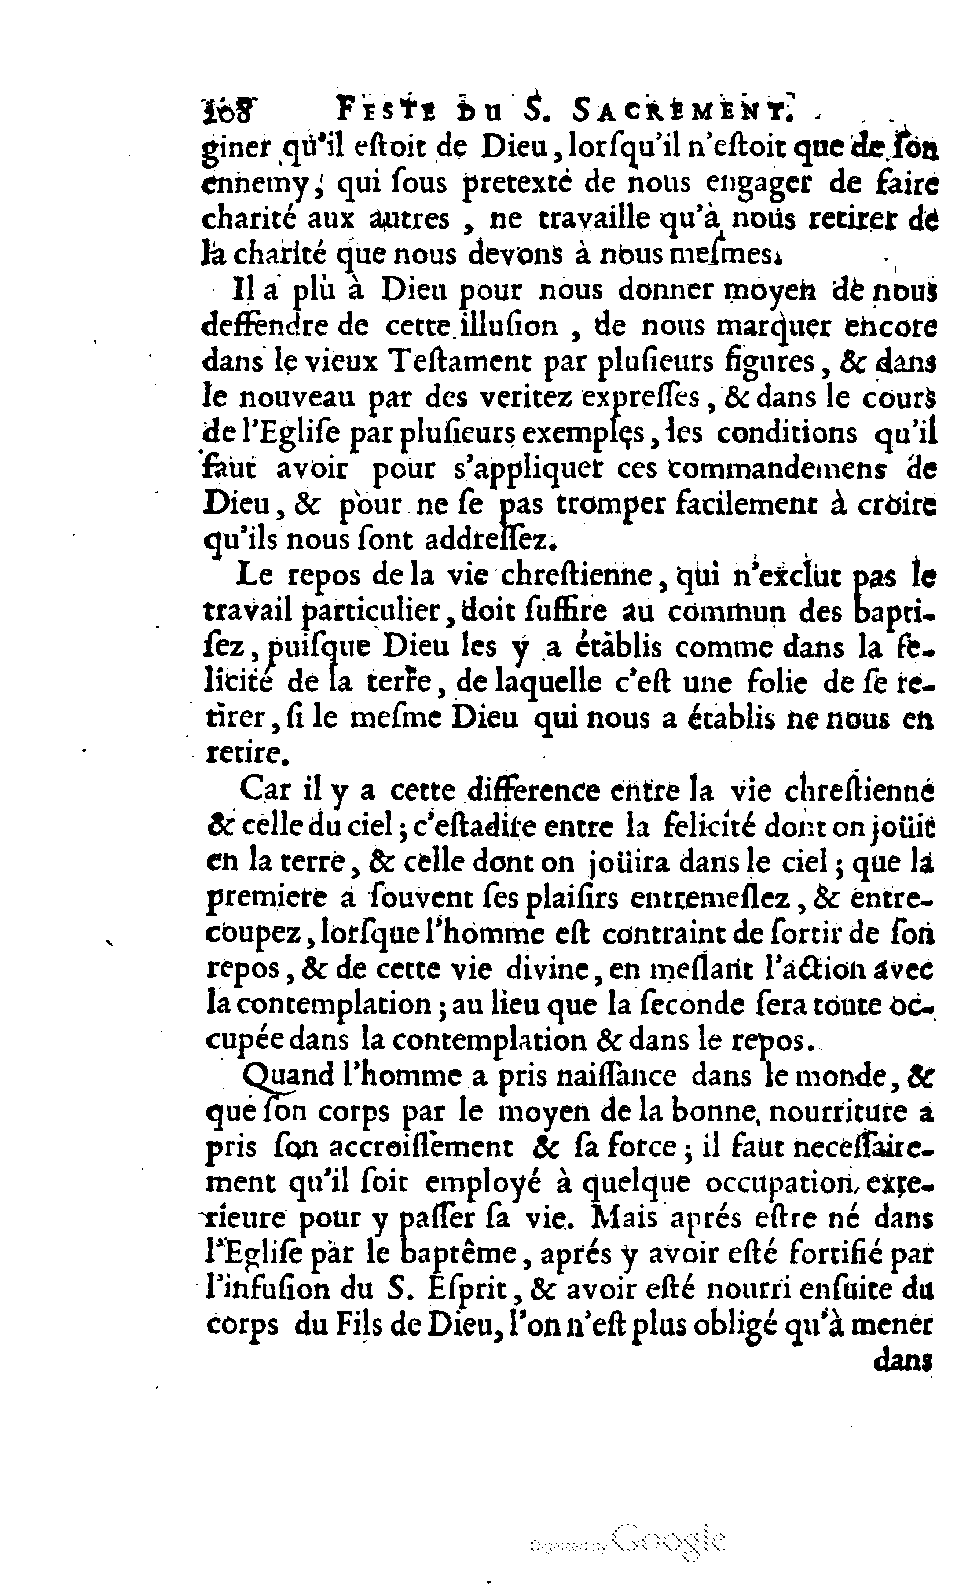 108 FESTE DU S. SACREMENT.
giner qu'il eſtoit de Dieu, lorſqu'il n'eſtoit que de ſon
ennemy, qui ſous pretexte de nous engager de faire
charité aux autres, ne travaille qu'à nous retirer de
la charité que nous devons à nous meſmes.
Il a plû à Dieu pour nous donner moyen de nous
deffendre de cette illuſion, de nous marquer encore
dans le vieux Teſtament par pluſieurs figures, & dans
le nouveau par des veritez expreſſes, & dans le cours
de l'Egliſe par pluſieurs exemples, les conditions qu'il
faut avoir pour s'appliquer ces commandemens de
Dieu, & pour ne ſe pas tromper facilement à croire
qu'ils nous ſont addreſſez.
Le repos de la vie chreſtienne, qui n'exclut pas le
travail particulier, doit ſuffire au commun des bapti-
ſez, puiſque Dieu les y a établis comme dans la fe-
licité de la terre, de laquelle c'eſt une folie de ſe re-
tirer, ſi le meſme Dieu qui nous a établis ne nous en
retire.
Car il y a cette difference entre la vie chreſtienne
& celle du ciel; c'eſtadire entre la felicité dont on joüit
en la terre, & celle dont on joüira dans le ciel; que la
premiere a ſouvent ſes plaiſirs entremeſlez, & entre-
coupez, lorſque l'homme eſt contraint de ſortir de ſon
repos, & de cette vie divine, en meſlant l'action avec
la contemplation; au lieu que la ſeconde ſera toute oc-
cupée dans la contemplation & dans le repos.
Quand l'homme a pris naiſſance dans le monde, &
que ſon corps par le moyen de la bonne nourriture a
pris ſon accroiſſement & ſa force; il faut neceſſaire-
ment qu'il ſoit employé à quelque occupation exte-
rieure pour y paſſer ſa vie. Mais aprés eſtre né dans
l'Egliſe par le baptême, aprés y avoir eſté fortifié par
l'infuſion du S. Eſprit, & avoir eſté nourri enſuite du
corps du Fils de Dieu, l'on n'eſt plus obligé qu'à mener
dans
Digitized by Google